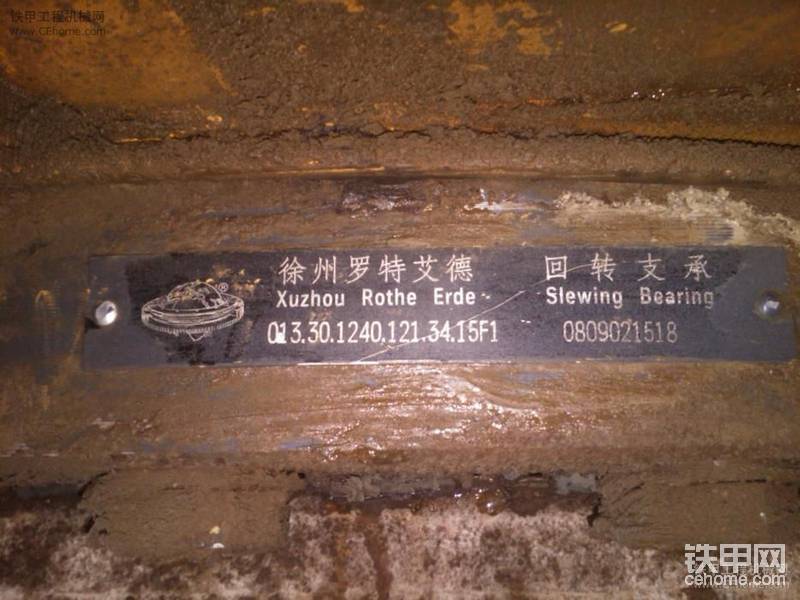 铁甲工程机械网
www.Cehome.com
徐州罗特艾德 回转支承
Xuzhou Rothe Erde Slewing Bearing
013.30.1240.121.34.15F1 0809021518
铁甲网
cehome.com